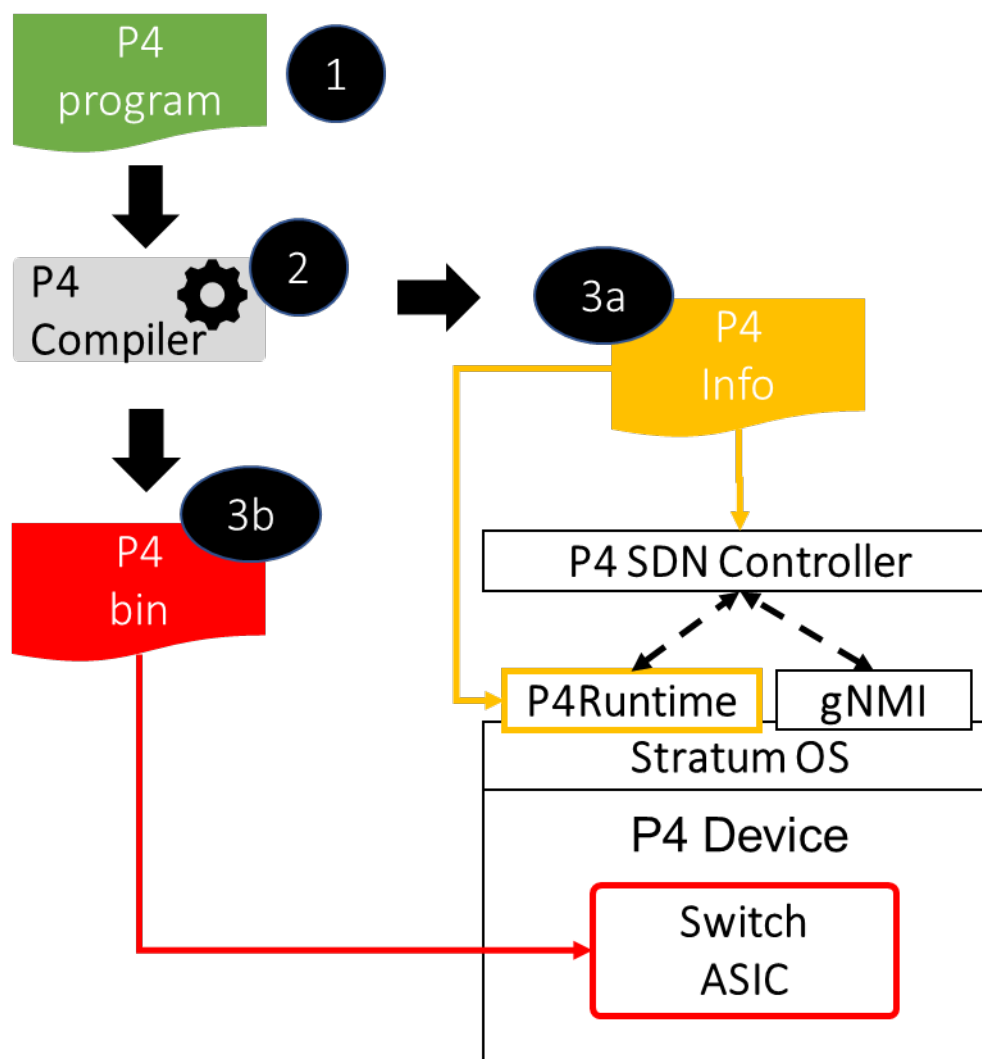 P4
program
1
P4
Compiler
2
3a
P4
Info
3b
P4
bin
P4 SDN Controller
P4Runtime
gNMI
Stratum OS
P4 Device
Switch
ASIC